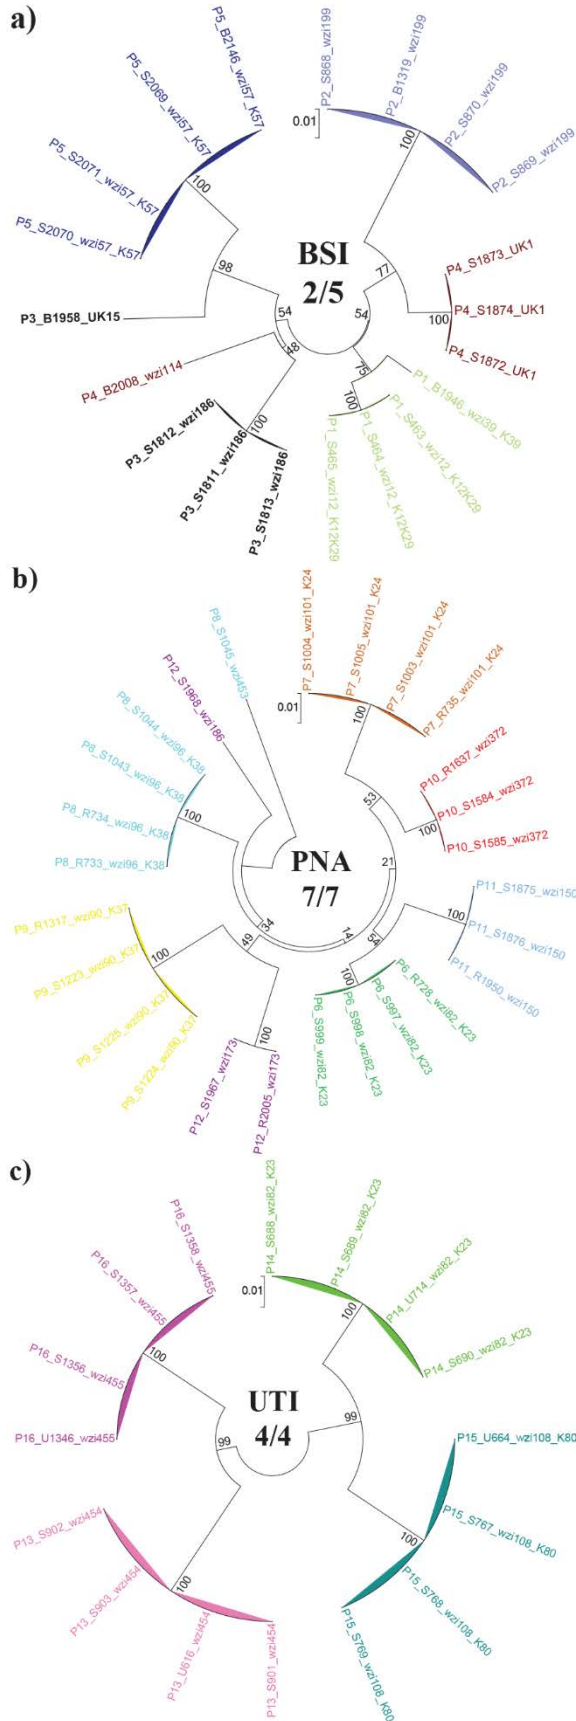 a)
P5_B2146_wzi57_K57
P5_S2069_wzi57_K57
P5_S2071_wzi57_K57
P5_S2070_wzi57_K57
P2_S868_wzi199
P2_B1319_wzi199
P2_S870_wzi199
P2_S869_wzi199
0.01
100
100
BSI
2/5
98
77
54
54
48
75
100
100
100
P4_S1873_UK1
P4_S1874_UK1
P4_S1872_UK1
P3_B1958_UK15
P4_B2008_wzi114
P3_S1812_wzi186
P3_S1811_wzi186
P3_S1813_wzi186
P1_B1946_wzi39_K39
P1_S463_wzi12_K12K29
P1_S464_wzi12_K12K29
P1_S465_wzi12_K12K29
b)
P8_S1045_wzi453
P12_S1968_wzi186
P8_S1044_wzi96_K38
P8_S1043_wzi96_K38
P8_R734_wzi96_K38
P8_R733_wzi96_K38
P7_S1004_wzi101_K24
P7_S1005_wzi101_K24
P7_S1003_wzi101_K24
P7_R735_wzi101_K24
0.01
100
P10_R1637_wzi372
P10_S1584_wzi372
P10_S1585_wzi372
100
53
100
PNA
7/7
21
34
14
49
54
100
100
100
100
P11_S1875_wzi150
P11_S1876_wzi150
P11_R1950_wzi150
P9_R1317_wzi90_K37
P9_S1223_wzi90_K37
P9_S1225_wzi90_K37
P9_S1224_wzi90_K37
P6_R728_wzi82_K23
P6_S997_wzi82_K23
P6_S998_wzi82_K23
P6_S999_wzi82_K23
P12_S1967_wzi173
P12_R2005_wzi173
c)
P16_S1358_wzi455
P16_S1357_wzi455
P16_S1356_wzi455
P16_U1346_wzi455
P14_S688_wzi82_K23
P14_S689_wzi82_K23
P14_U714_wzi82_K23
P14_S690_wzi82_K23
0.01
100
100
UTI
4/4
99
99
100
100
P15_U664_wzi108_K80
P15_S767_wzi108_K80
P15_S768_wzi108_K80
P15_S769_wzi108_K80
P13_S902_wzi454
P13_S903_wzi454
P13_U616_wzi454
P13_S901_wzi454